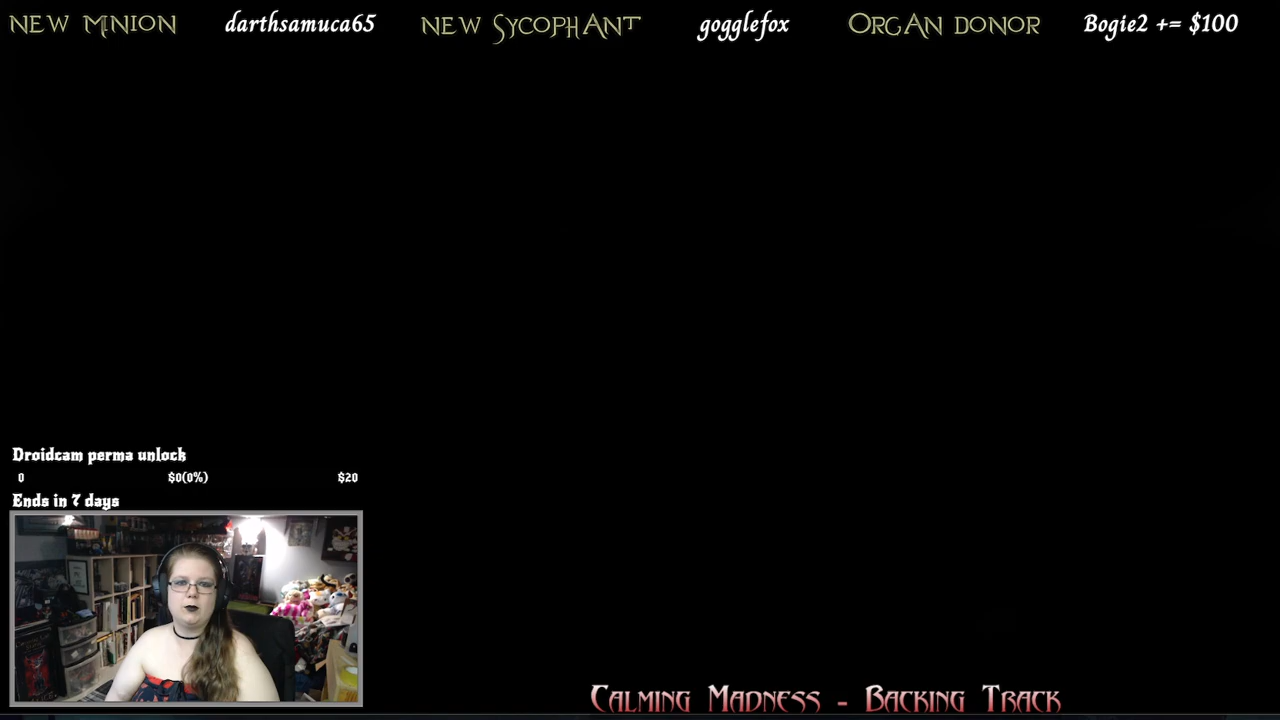 NEW MINION darthsamuca65 NEW SYCOPHANT gogglefox ORGAN DONOR Bogie2 += $100
Droidcam perma unlock
0 $0(0%) $20
Ends in 7 days
CALMING MADNESS - BACKING TRACK